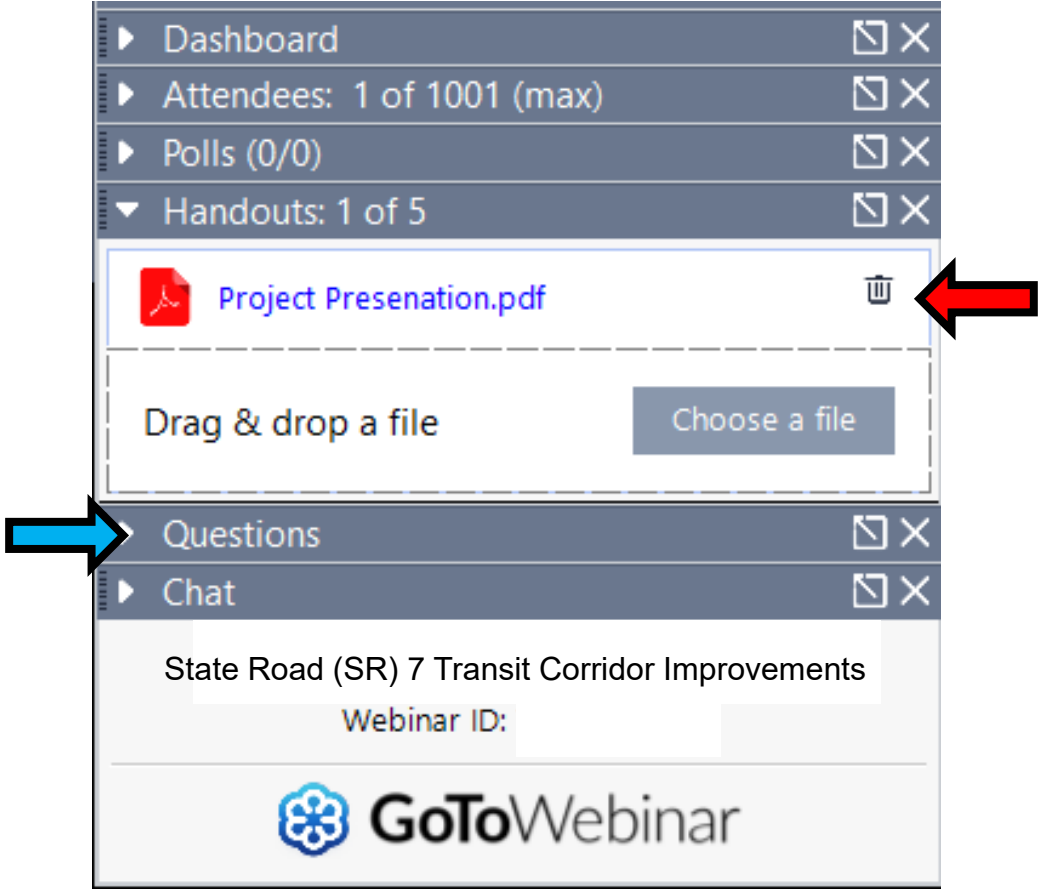 Dashboard
Attendees: 1 of 1001 (max)
Polls (0/0)
Handouts: 1 of 5
Project Presenation.pdf
Drag & drop a file
Choose a file
Questions
Chat
State Road (SR) 7 Transit Corridor Improvements
Webinar ID:
GoToWebinar